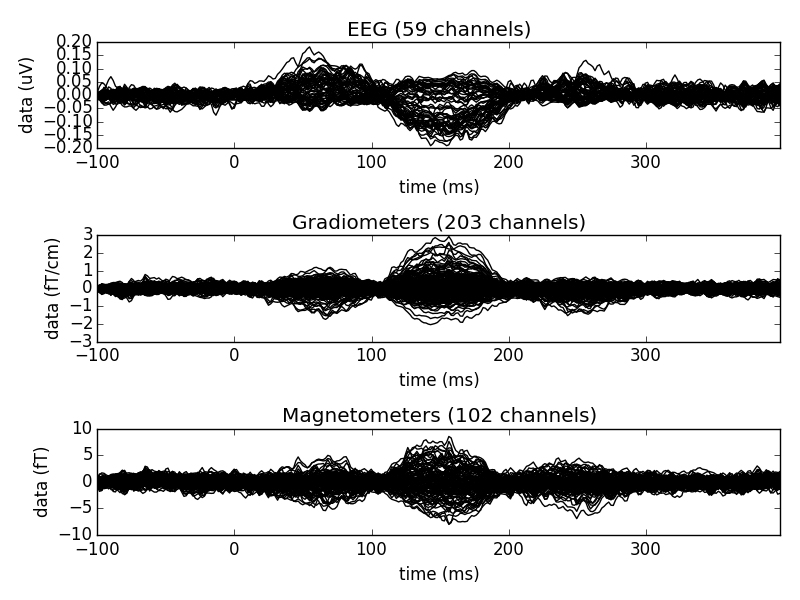 EEG (59 channels)
0.20
0.15
0.10
0.05
0.00
−0.05
−0.10
−0.15
−0.20
data (uV)
−100 0 100 200 300
time (ms)
Gradiometers (203 channels)
3
2
1
0
−1
−2
−3
data (fT/cm)
−100 0 100 200 300
time (ms)
Magnetometers (102 channels)
10
5
0
−5
−10
data (fT)
−100 0 100 200 300
time (ms)